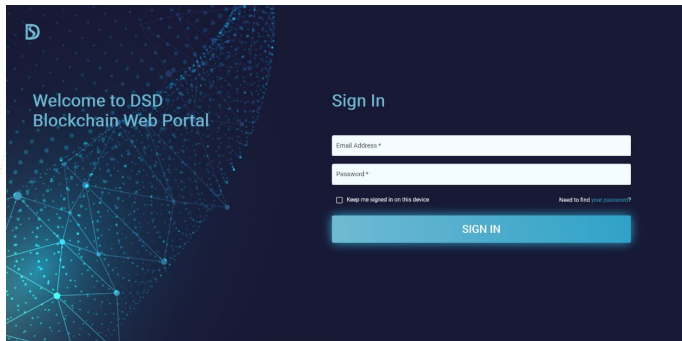 Welcome to DSD
Blockchain Web Portal
Sign In
Email Address *
Password *
Keep me signed in on this device
Need to find your password?
SIGN IN